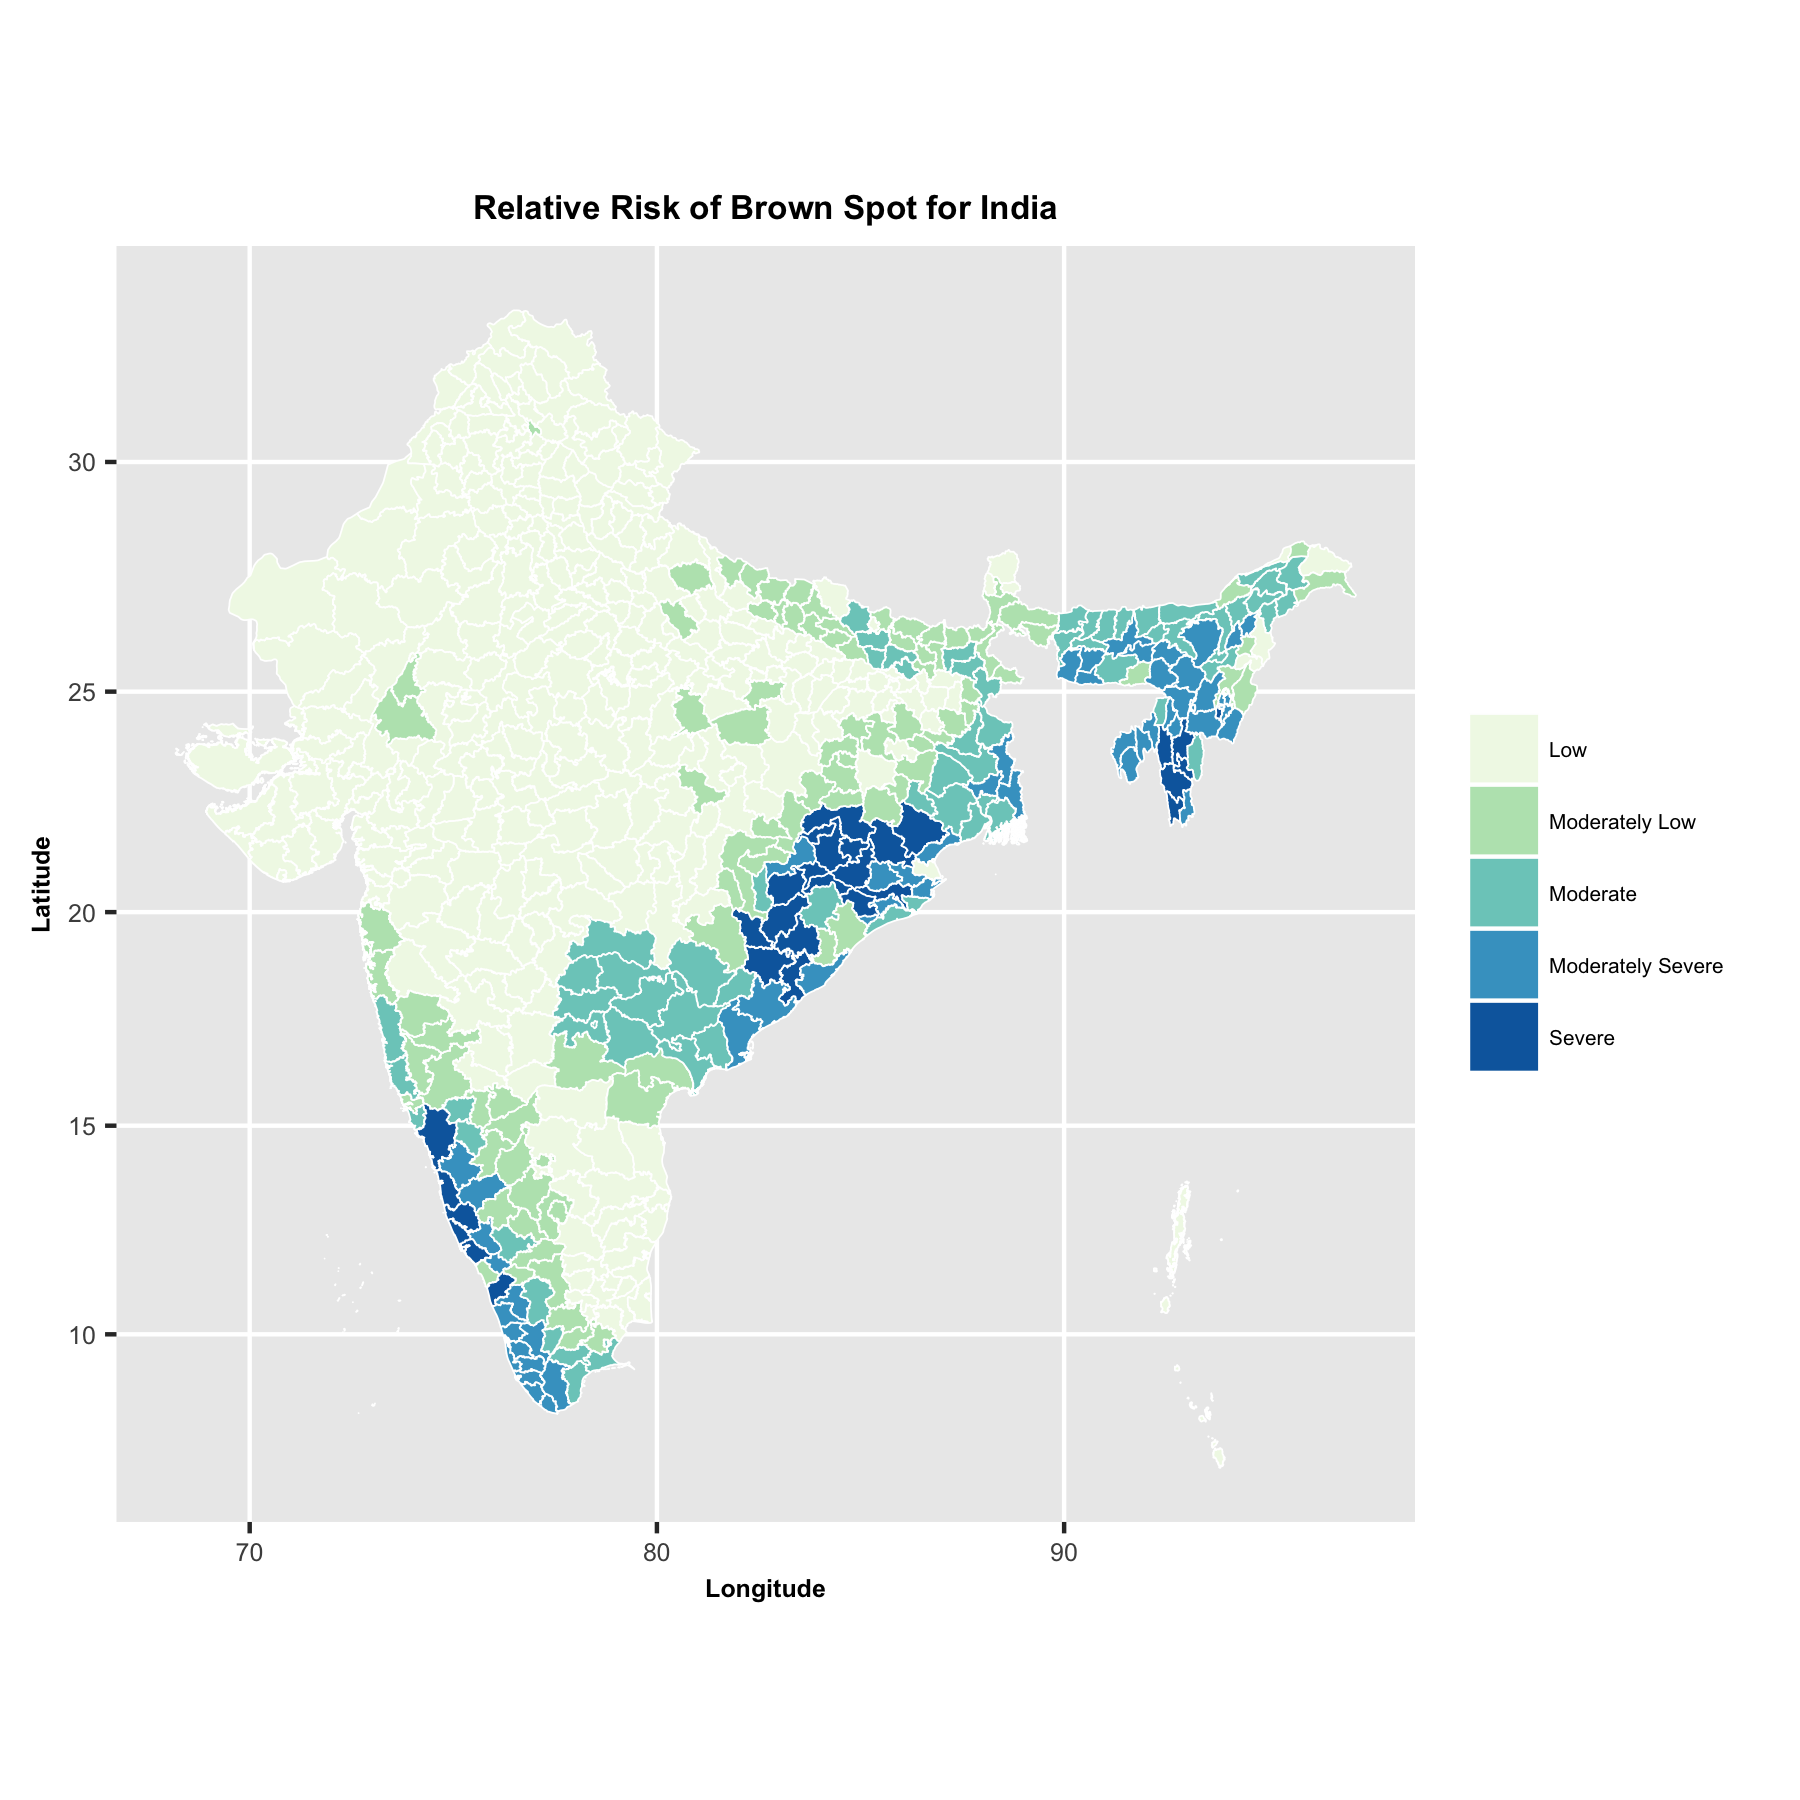 Relative Risk of Brown Spot for India
30
25
20
15
10
Latitude
70
80
90
Longitude
Low
Moderately Low
Moderate
Moderately Severe
Severe